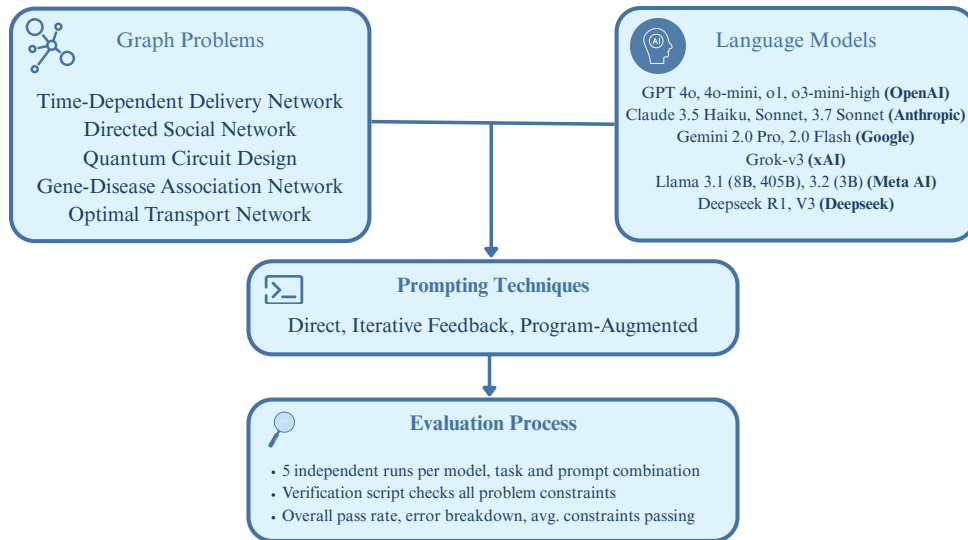 Graph Problems
Time-Dependent Delivery Network
Directed Social Network
Quantum Circuit Design
Gene-Disease Association Network
Optimal Transport Network
AI
Language Models
GPT 4o, 4o-mini, o1, o3-mini-high (OpenAI)
Claude 3.5 Haiku, Sonnet, 3.7 Sonnet (Anthropic)
Gemini 2.0 Pro, 2.0 Flash (Google)
Grok-v3 (xAI)
Llama 3.1 (8B, 405B), 3.2 (3B) (Meta AI)
Deepseek R1, V3 (Deepseek)
Prompting Techniques
Direct, Iterative Feedback, Program-Augmented
Evaluation Process
• 5 independent runs per model, task and prompt combination
• Verification script checks all problem constraints
• Overall pass rate, error breakdown, avg. constraints passing